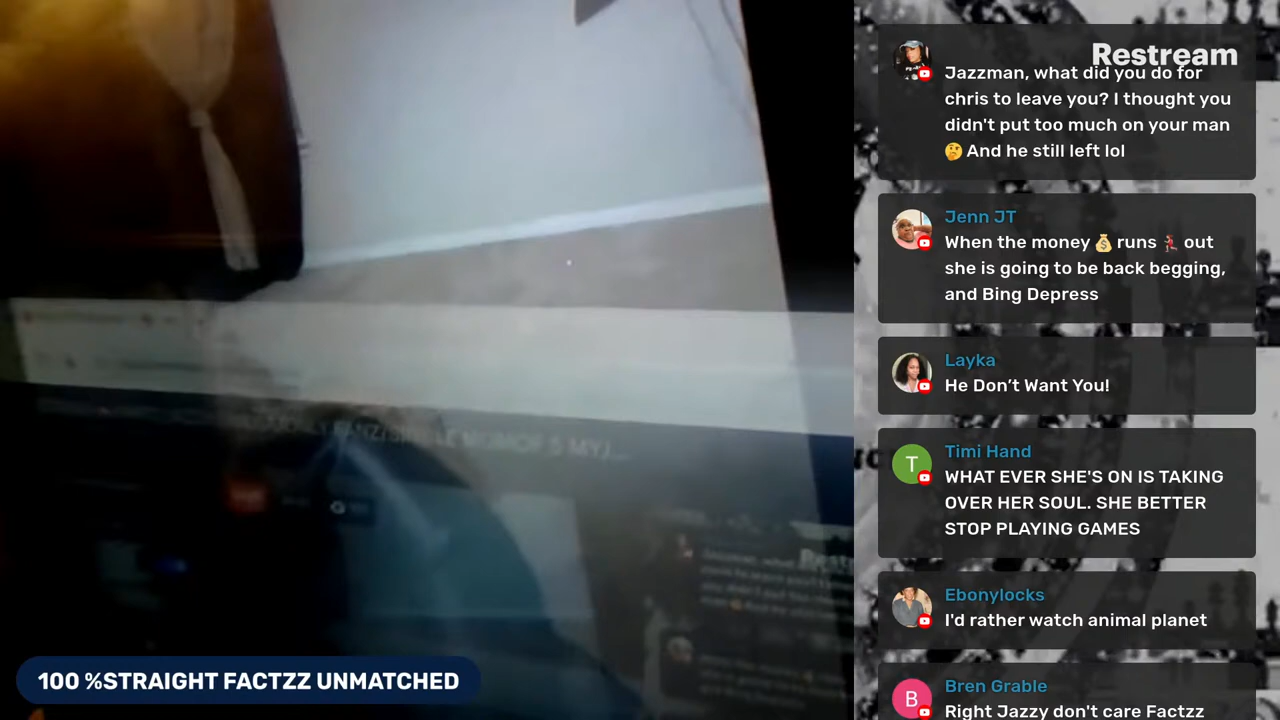 Restream
Jazzman, what did you do for
chris to leave you? I thought you
didn't put too much on your man
🤔 And he still left lol
Jenn JT
When the money 💰 runs 🏃🏽‍♀️ out
she is going to be back begging,
and Bing Depress
Layka
He Don’t Want You!
Timi Hand
WHAT EVER SHE'S ON IS TAKING
OVER HER SOUL. SHE BETTER
STOP PLAYING GAMES
Ebonylocks
I'd rather watch animal planet
Bren Grable
Right Jazzy don't care Factzz
T
B
100 %STRAIGHT FACTZZ UNMATCHED